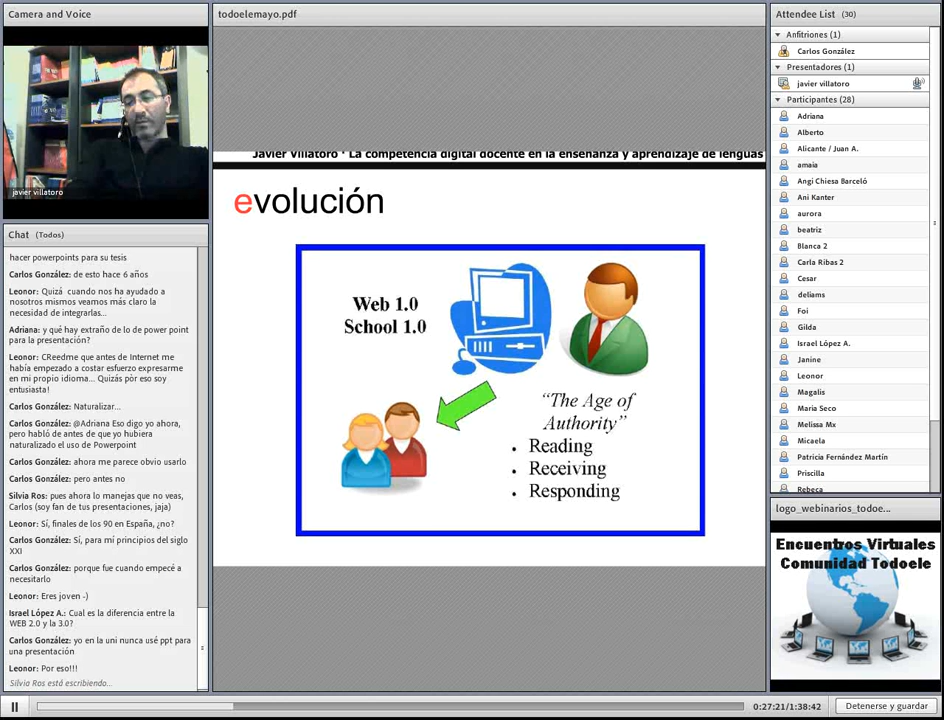 Camera and Voice
javier villatoro
Chat (Todos)
hacer powerpoints para su tesis
Carlos González: de esto hace 6 años
Leonor: Quizá cuando nos ha ayudado a
nosotros mismos veamos más claro la
necesidad de integrarlas...
Adriana: y qué hay extraño de lo de power point
para la presentación?
Leonor: CReedme que antes de Internet me
había empezado a costar esfuerzo expresarme
en mi propio idioma... Quizás pòr eso soy
entusiasta!
Carlos González: Naturalizar...
Carlos González: @Adriana Eso digo yo ahora,
pero habló de antes de que yo hubiera
naturalizado el uso de Powerpoint
Carlos González: ahora me parece obvio usarlo
Carlos González: pero antes no
Silvia Ros: pues ahora lo manejas que no veas,
Carlos (soy fan de tus presentaciones, jaja)
Leonor: Sí, finales de los 90 en España, ¿no?
Carlos González: Sí, para mí principios del siglo
XXI
Carlos González: porque fue cuando empecé a
necesitarlo
Leonor: Eres joven -)
Israel López A.: Cual es la diferencia entre la
WEB 2.0 y la 3.0?
Carlos González: yo en la uni nunca usé ppt para
una presentación
Leonor: Por eso!!!
Silvia Ros está escribiendo...
todoelemayo.pdf
Javier Villatoro · La competencia digital docente en la enseñanza y aprendizaje de lenguas
evolución
Web 1.0
School 1.0
“The Age of
Authority”
• Reading
• Receiving
• Responding
Attendee List (30)
Anfitriones (1)
Carlos González
Presentadores (1)
javier villatoro
Participantes (28)
Adriana
Alberto
Alicante / Juan A.
amaia
Angi Chiesa Barceló
Ani Kanter
aurora
beatriz
Blanca 2
Carla Ribas 2
Cesar
deliams
Foi
Gilda
Israel López A.
Janine
Leonor
Magalis
Maria Seco
Melissa Mx
Micaela
Patricia Fernández Martín
Priscilla
Rebeca
logo_webinarios_todoe...
Encuentros Virtuales
Comunidad Todoele
0:27:21/1:38:42
Detenerse y guardar